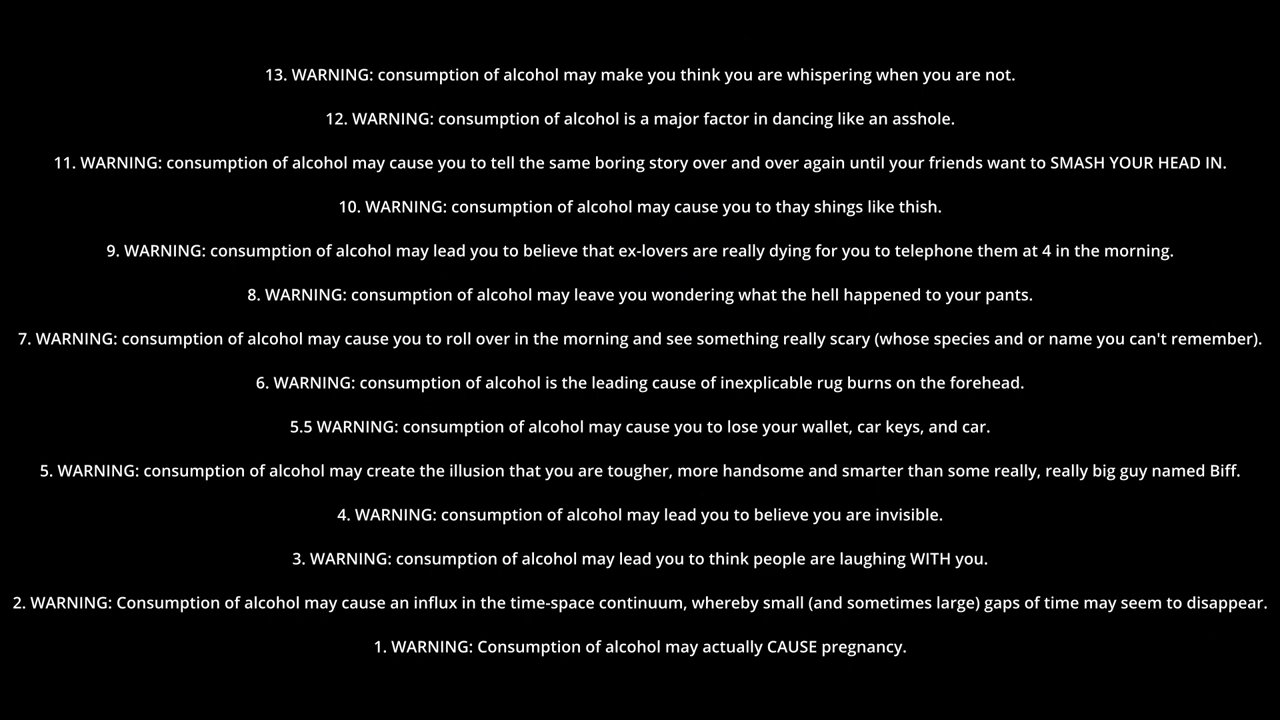 13. WARNING: consumption of alcohol may make you think you are whispering when you are not.
12. WARNING: consumption of alcohol is a major factor in dancing like an asshole.
11. WARNING: consumption of alcohol may cause you to tell the same boring story over and over again until your friends want to SMASH YOUR HEAD IN.
10. WARNING: consumption of alcohol may cause you to thay shings like thish.
9. WARNING: consumption of alcohol may lead you to believe that ex-lovers are really dying for you to telephone them at 4 in the morning.
8. WARNING: consumption of alcohol may leave you wondering what the hell happened to your pants.
7. WARNING: consumption of alcohol may cause you to roll over in the morning and see something really scary (whose species and or name you can't remember).
6. WARNING: consumption of alcohol is the leading cause of inexplicable rug burns on the forehead.
5.5 WARNING: consumption of alcohol may cause you to lose your wallet, car keys, and car.
5. WARNING: consumption of alcohol may create the illusion that you are tougher, more handsome and smarter than some really, really big guy named Biff.
4. WARNING: consumption of alcohol may lead you to believe you are invisible.
3. WARNING: consumption of alcohol may lead you to think people are laughing WITH you.
2. WARNING: Consumption of alcohol may cause an influx in the time-space continuum, whereby small (and sometimes large) gaps of time may seem to disappear.
1. WARNING: Consumption of alcohol may actually CAUSE pregnancy.